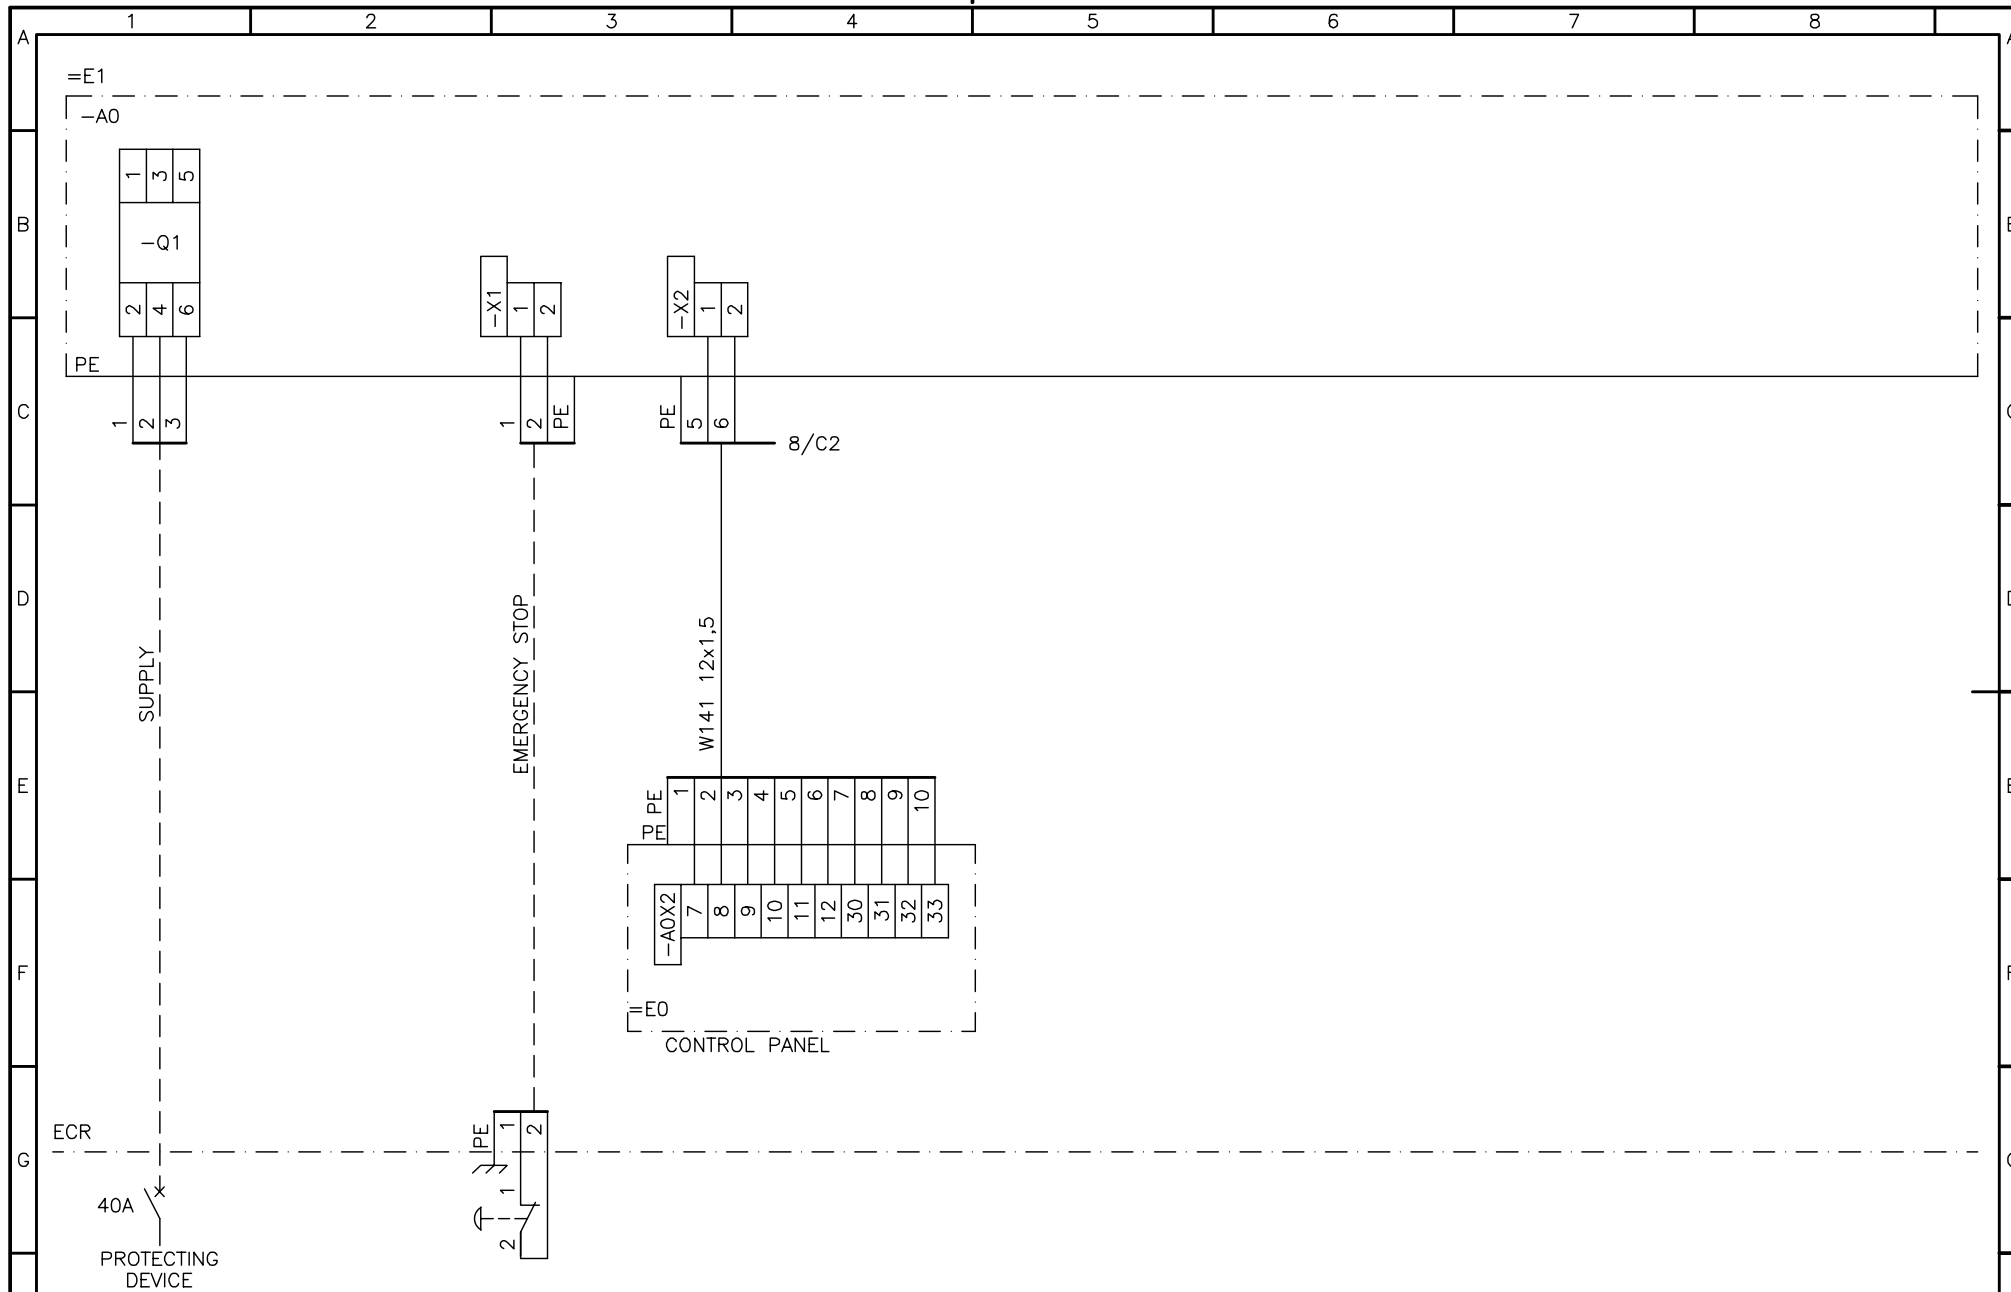 1 2 3 4 5 6 7 8
A
=E1
-A0
1 3 5
B
-Q1
2 4 6
-X1 1 2
-X2 1 2
PE
C
1 2 3
1 2 PE
PE 5 6
8/C2
D
SUPPLY
EMERGENCY STOP
W141 12x1,5
E
PE 1 2 3 4 5 6 7 8 9 10
PE
-A0X2 7 8 9 10 11 12 30 31 32 33
F
=E0
CONTROL PANEL
ECR
PE 1 2
G
1
40A
2
PROTECTING
DEVICE